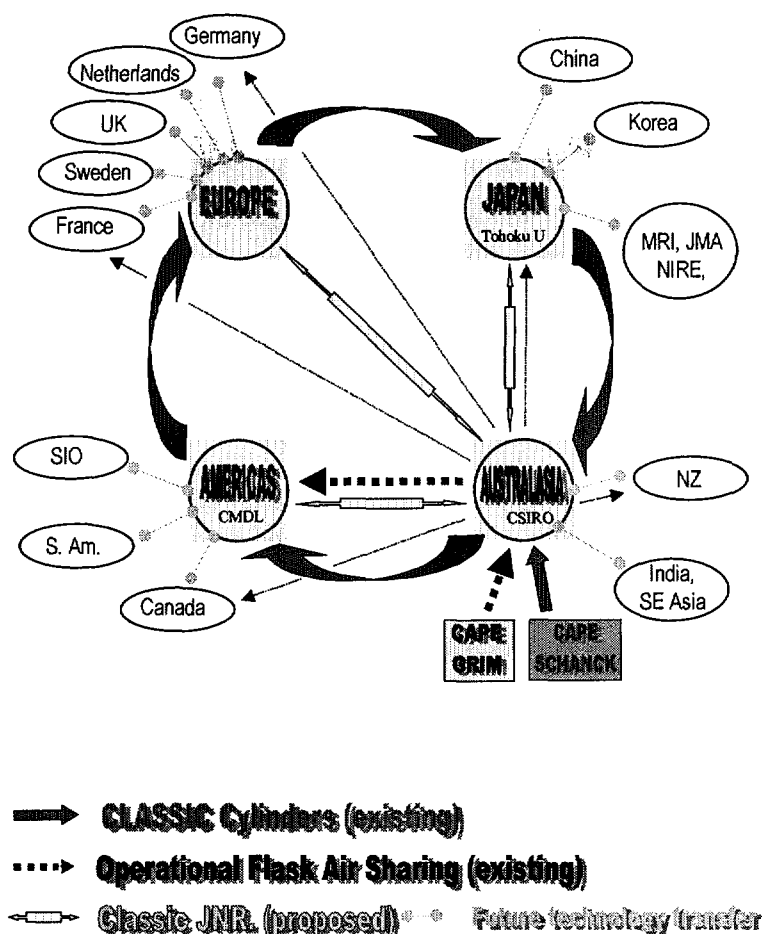 Germany
Netherlands
China
UK
Korea
Sweden
EUROPE
JAPAN
Tohoku U
France
MRI, JMA
NIRE,
SIO
AMERICAS
CMDL
AUSTRALASIA
CSIRO
NZ
S. Am.
India,
SE Asia
Canada
CAPE
GRIM
CAPE
SCHANCK
CLASSIC Cylinders (existing)
Operational Flask Air Sharing (existing)
Classic JNR. (proposed)
Future technology transfer